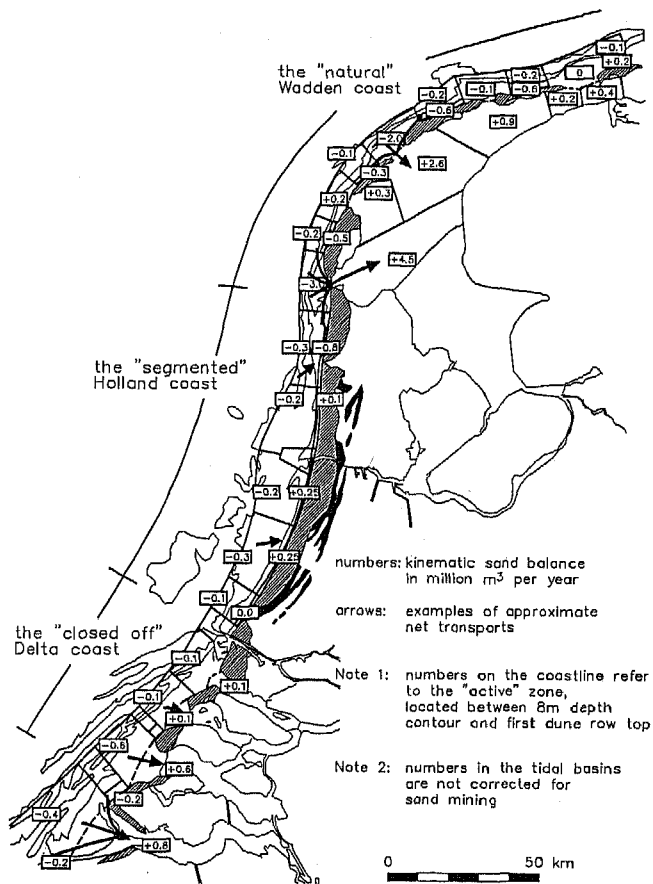 -0.1
+0.2
the "natural"
Wadden coast
-0.2
0
-0.2
-0.1
-0.6
+0.2
+0.4
-0.6
+0.9
-2.0
-0.1
+2.6
-0.3
+0.3
+0.2
-0.2
-0.5
+4.5
-0.3
-0.8
the "segmented"
Holland coast
-0.2
+0.1
-0.2
+0.25
-0.3
+0.25
numbers: kinematic sand balance
in million m³ per year
-0.1
0.0
arrows: examples of approximate
net transports
the "closed off"
Delta coast
-0.1
Note 1: numbers on the coastline refer
to the "active" zone,
located between 8m depth
contour and first dune row top
+0.1
-0.1
+0.1
-0.6
+0.6
Note 2: numbers in the tidal basins
are not corrected for
sand mining
-0.2
-0.4
+0.8
-0.2
0 50 km